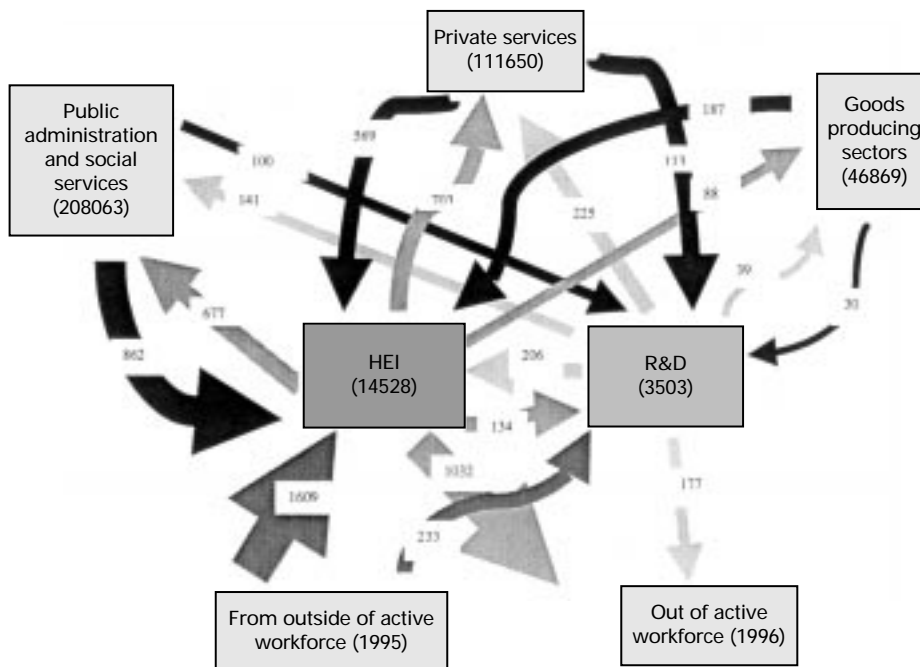 Private services
(111650)
Public
administration
and social
services
(208063)
Goods
producing
sectors
(46869)
187
569
100
113
141
703
88
225
39
30
677
862
HEI
(14528)
206
R&D
(3503)
134
1032
1609
177
233
From outside of active
workforce (1995)
Out of active
workforce (1996)